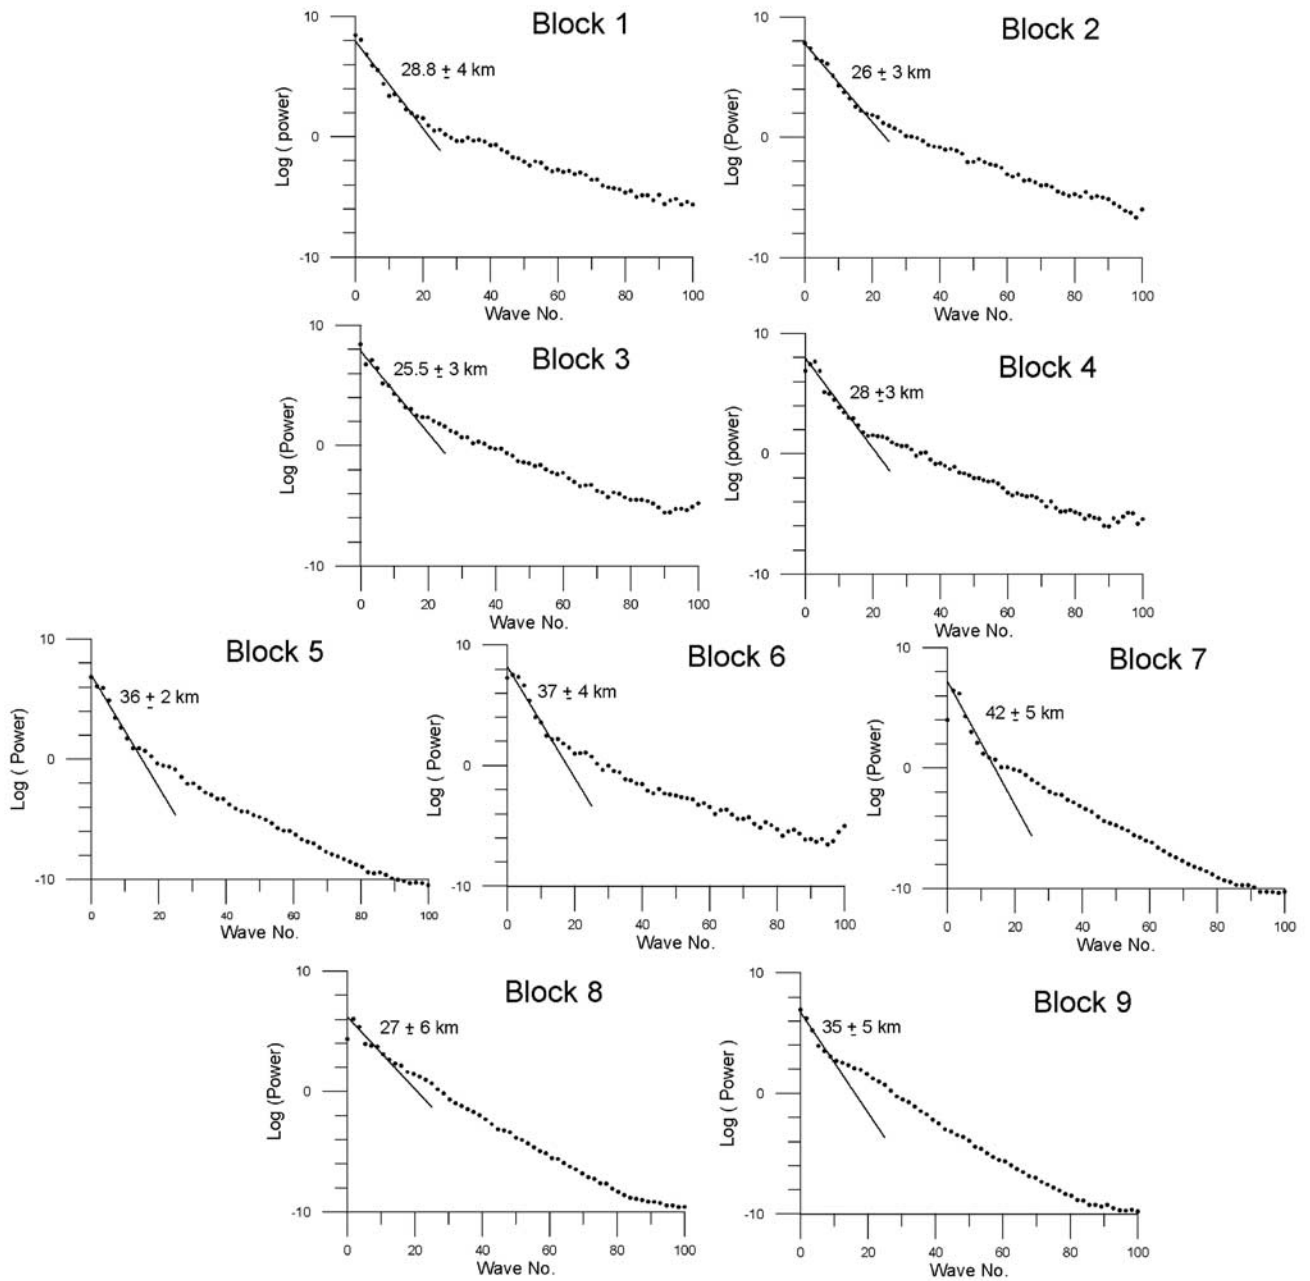 Block 1
10
0
-10
Log ( power)
28.8 ± 4 km
0 20 40 60 80 100
Wave No.
Block 2
10
0
-10
Log (Power)
26 ± 3 km
0 20 40 60 80 100
Wave No.
Block 3
10
0
-10
Log (Power)
25.5 ± 3 km
0 20 40 60 80 100
Wave No.
Block 4
10
0
-10
Log (power)
28 ±3 km
0 20 40 60 80 100
Wave No.
Block 5
10
0
-10
Log ( Power)
36 ± 2 km
0 20 40 60 80 100
Wave No.
Block 6
10
0
-10
Log ( Power)
37 ± 4 km
0 20 40 60 80 100
Wave No.
Block 7
10
0
-10
Log (Power)
42 ± 5 km
0 20 40 60 80 100
Wave No.
Block 8
10
0
-10
Log (Power)
27 ± 6 km
0 20 40 60 80 100
Wave No.
Block 9
10
0
-10
Log ( Power )
35 ± 5 km
0 20 40 60 80 100
Wave No.